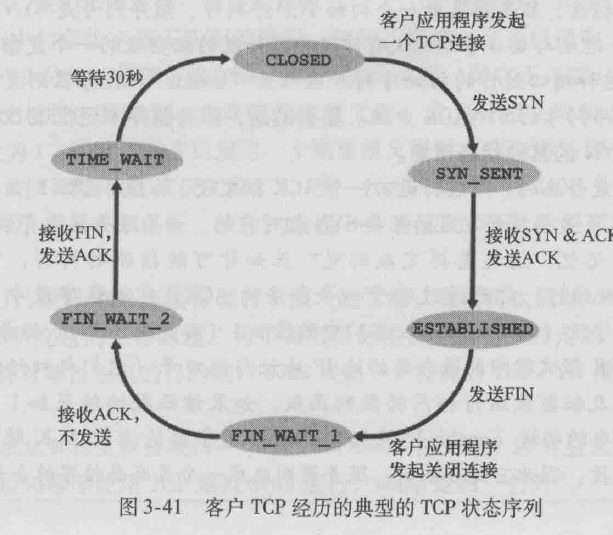 客户应用程序发起
一个TCP连接
CLOSED
等待30秒
发送SYN
TIME_WAIT
SYN_SENT
接收FIN,
发送ACK
接收SYN & ACK
发送ACK
FIN_WAIT_2
ESTABLISHED
发送FIN
接收ACK,
不发送
FIN_WAIT_1
客户应用程序
发起关闭连接
图 3-41 客户 TCP 经历的典型的 TCP 状态序列